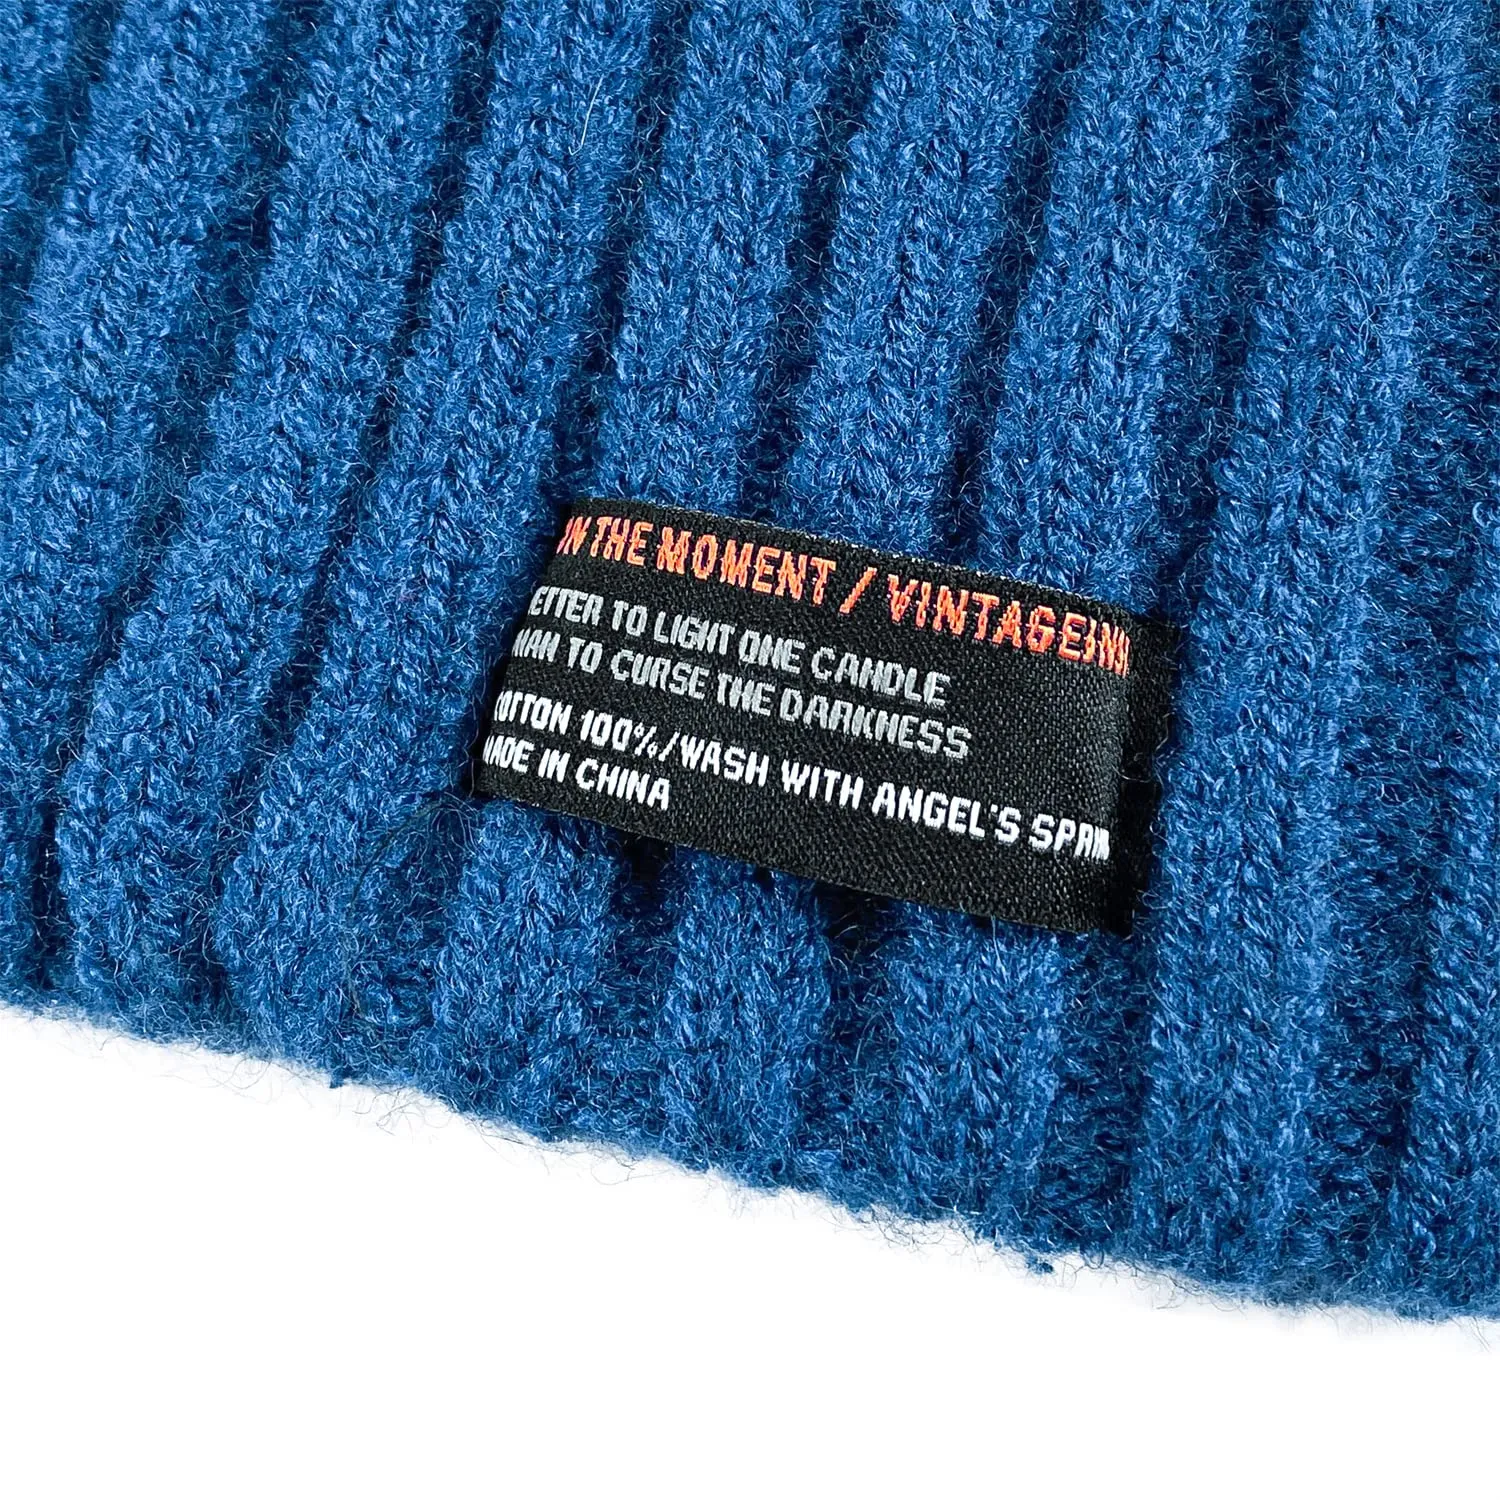 IN THE MOMENT / VINTAGE
ETTER TO LIGHT ONE CANDLE
HAN TO CURSE THE DARKNESS
COTTON 100%/WASH WITH ANGEL'S
MADE IN CHINA